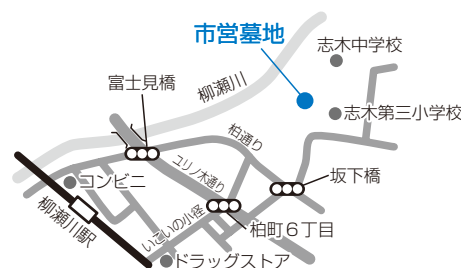 市営墓地
志木中学校
富士見橋
柳瀬川
志木第三小学校
柏通り
ユリノ木通り
坂下橋
コンビニ
柳瀬川駅
いこいの小径
柏町6丁目
ドラッグストア